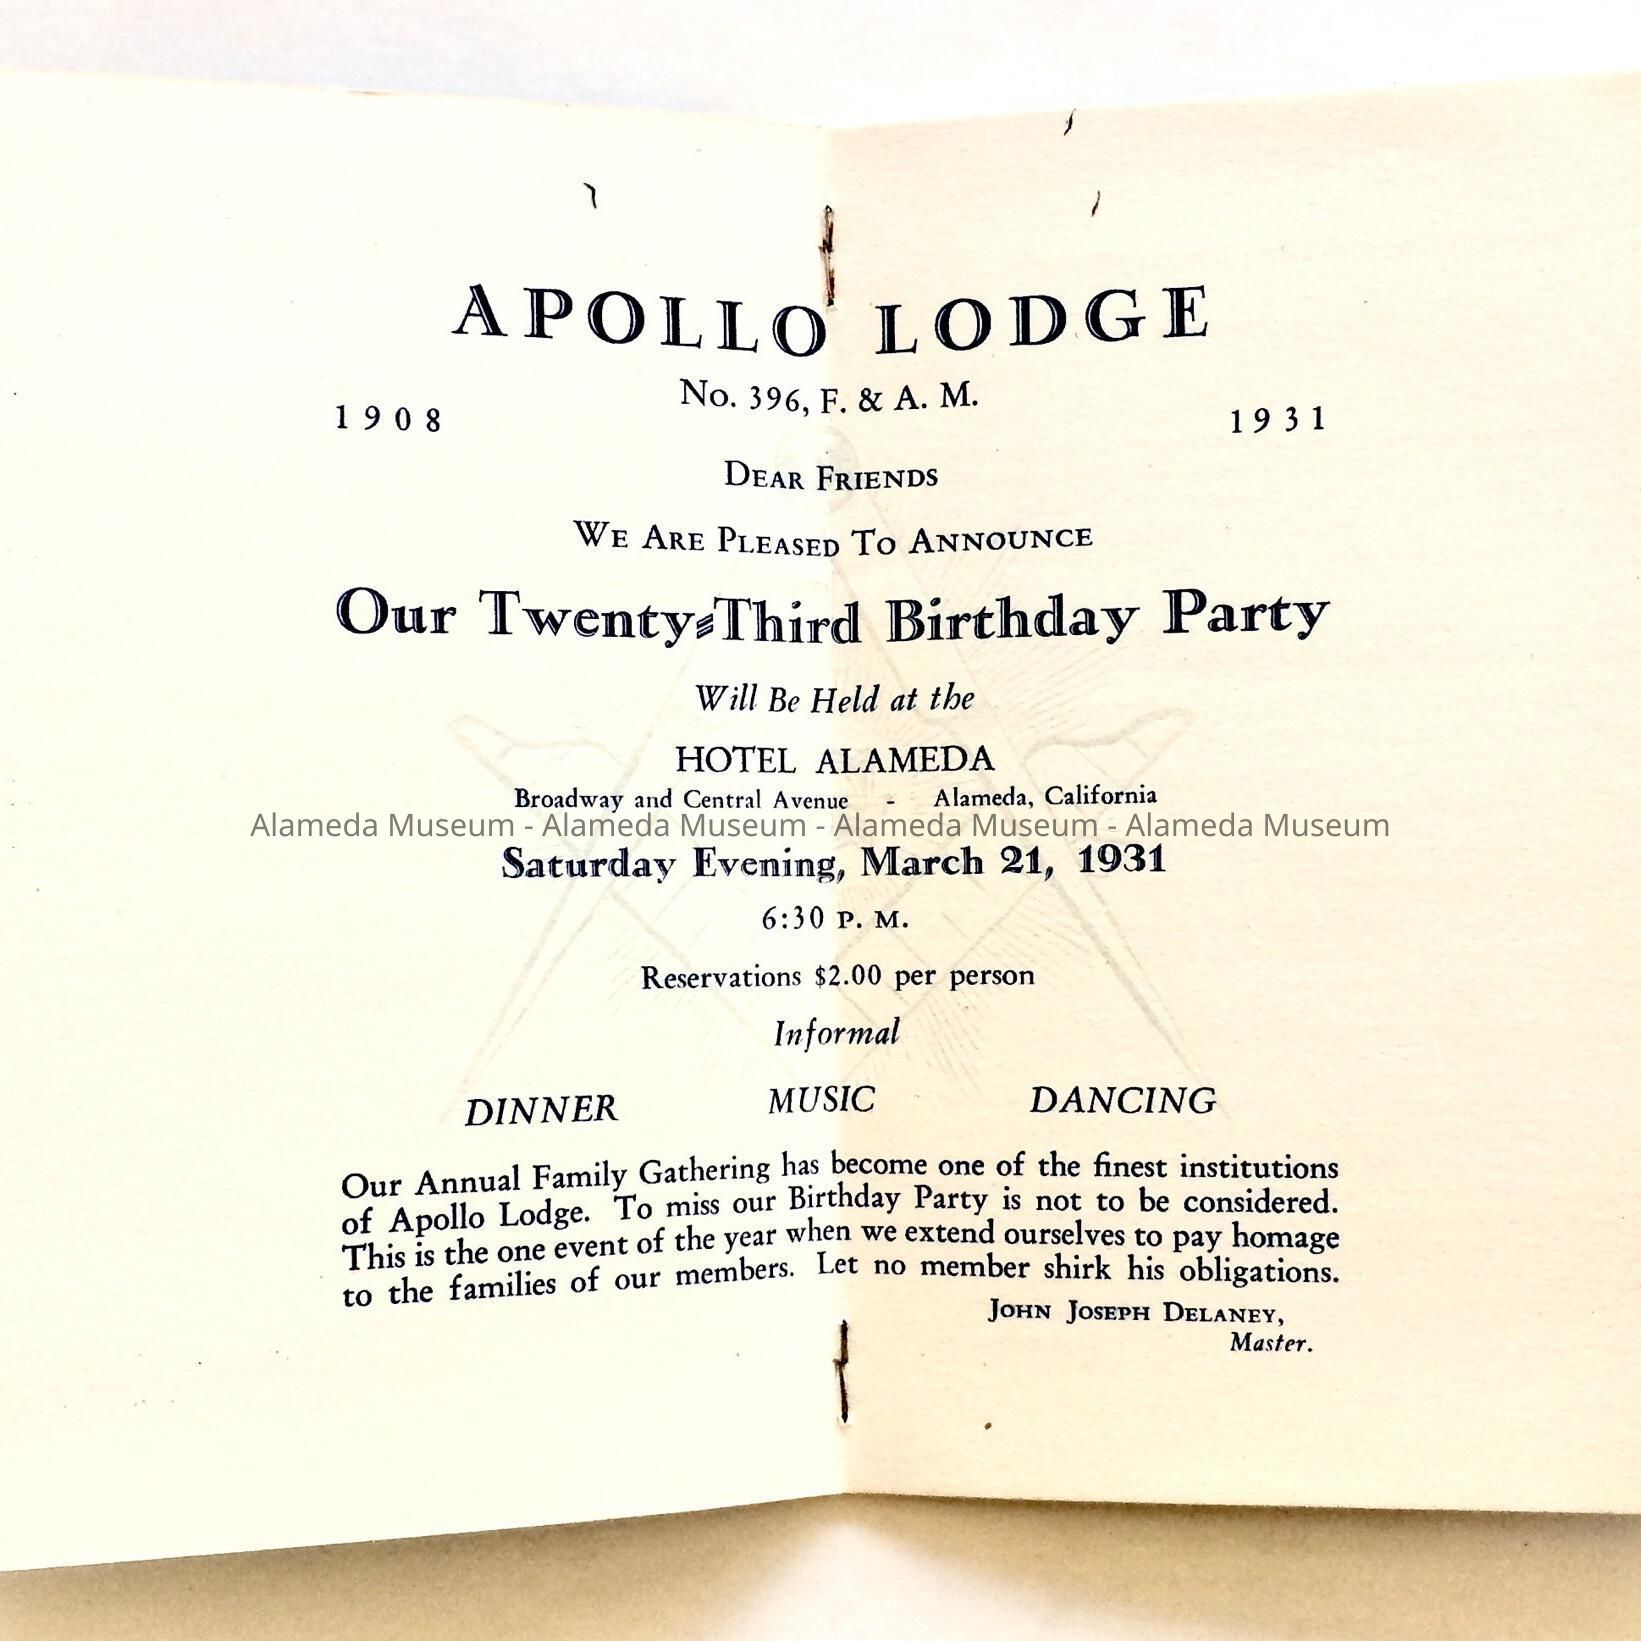 APOLLO LODGE
No. 396, F. & A. M.
1908 1931
DEAR FRIENDS
WE ARE PLEASED TO ANNOUNCE
Our Twenty-Third Birthday Party
Will Be Held at the
HOTEL ALAMEDA
Broadway and Central Avenue - Alameda, California
Alameda Museum - Alameda Museum - Alameda Museum - Alameda Museum
Saturday Evening, March 21, 1931
6:30 P. M.
Reservations $2.00 per person
Informal
DINNER MUSIC DANCING
Our Annual Family Gathering has become one of the finest institutions
of Apollo Lodge. To miss our Birthday Party is not to be considered.
This is the one event of the year when we extend ourselves to pay homage
to the families of our members. Let no member shirk his obligations.
JOHN JOSEPH DELANEY,
Master.